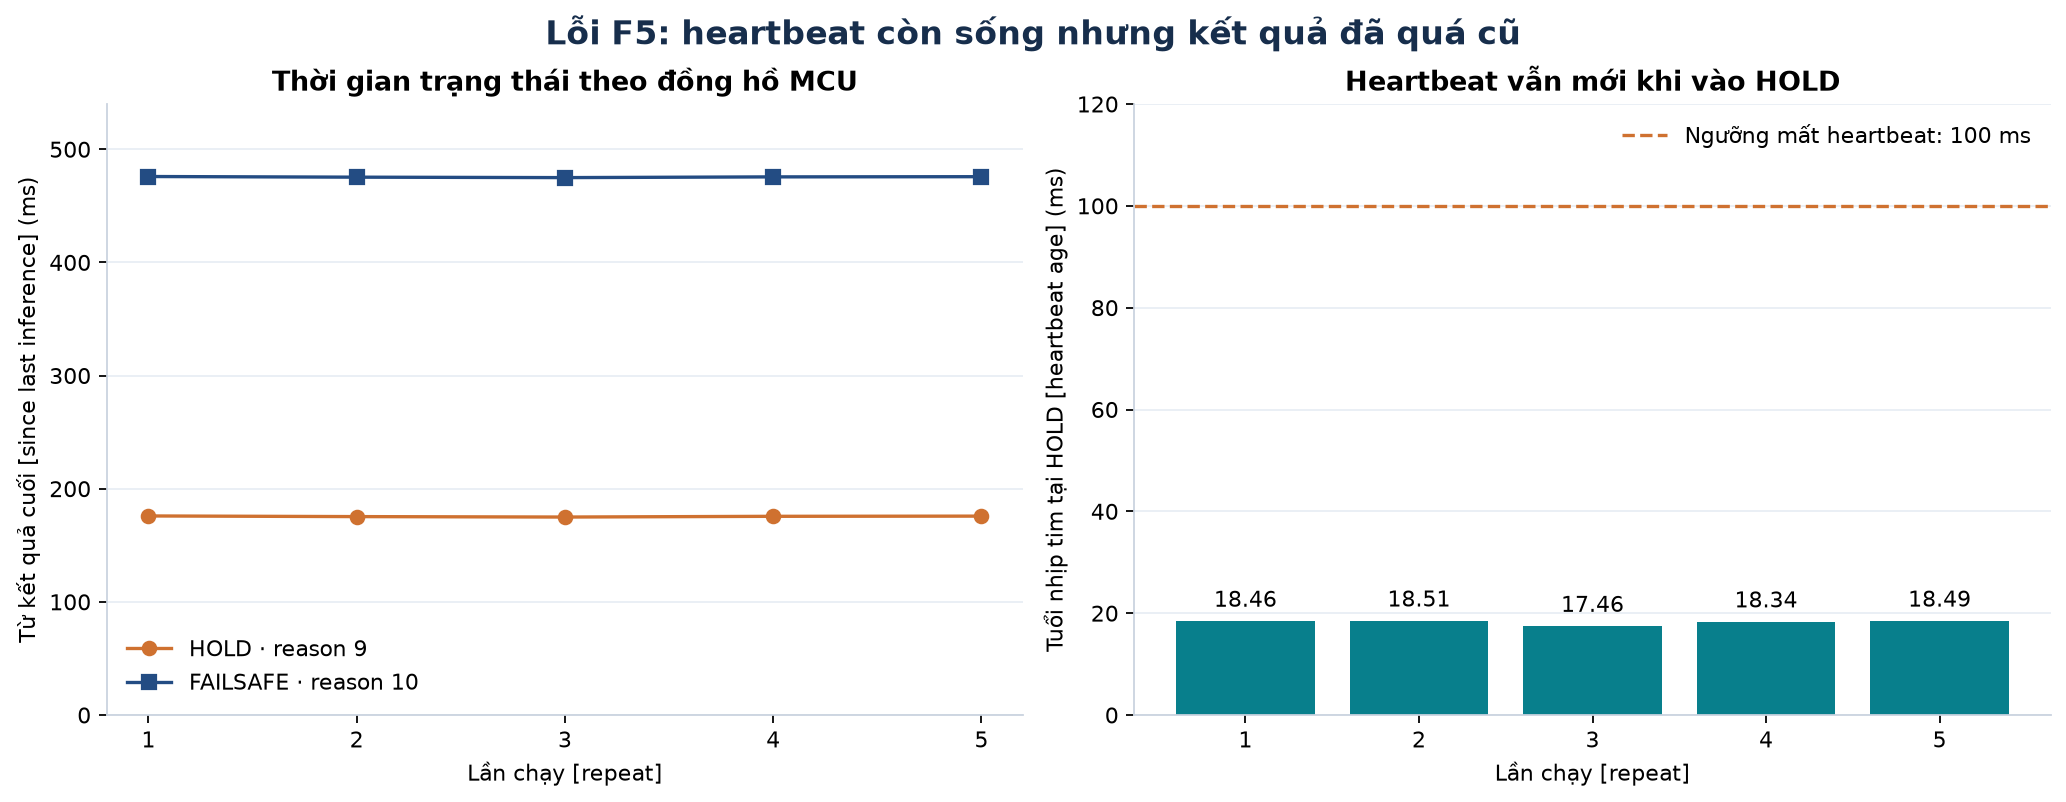 Lỗi F5: heartbeat còn sống nhưng kết quả đã quá cũ
Thời gian trạng thái theo đồng hồ MCU
Từ kết quả cuối [since last inference] (ms)
500
400
300
200
100
0
HOLD · reason 9
FAILSAFE · reason 10
1 2 3 4 5
Lần chạy [repeat]
Heartbeat vẫn mới khi vào HOLD
Tuổi nhịp tim tại HOLD [heartbeat age] (ms)
120
100
80
60
40
20
0
Ngưỡng mất heartbeat: 100 ms
18.46 18.51 17.46 18.34 18.49
1 2 3 4 5
Lần chạy [repeat]